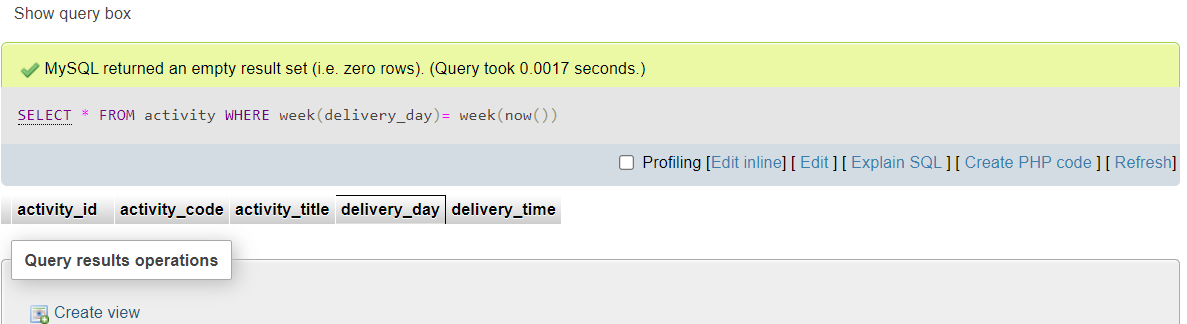 Show query box
MySQL returned an empty result set (i.e. zero rows). (Query took 0.0017 seconds.)
SELECT * FROM activity WHERE week(delivery_day)= week(now())
Profiling [Edit inline] [ Edit ] [ Explain SQL ] [ Create PHP code ] [ Refresh]
activity_id activity_code activity_title delivery_day delivery_time
Query results operations
Create view